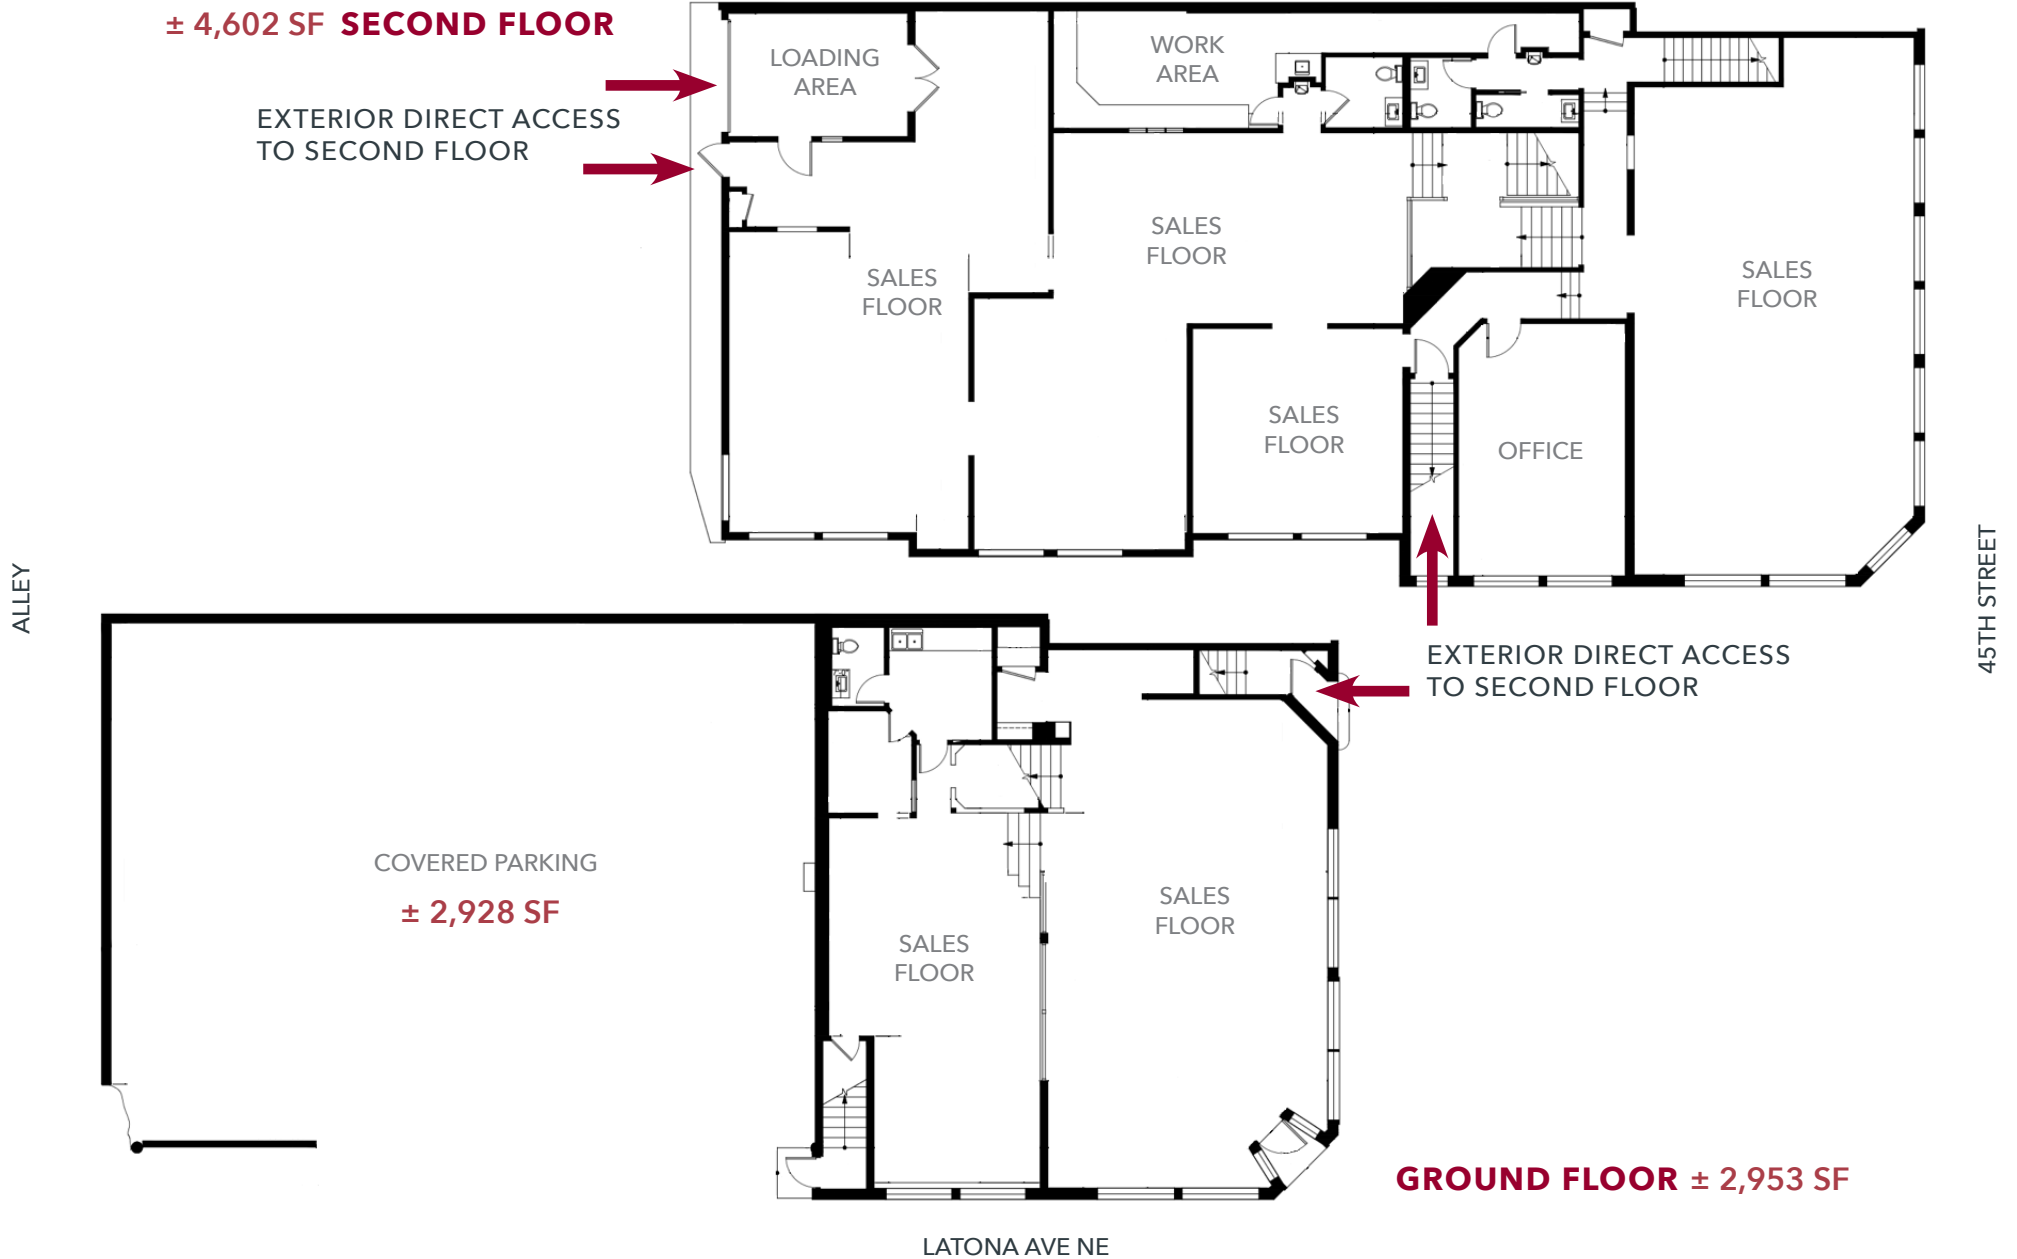 ± 4,602 SF SECOND FLOOR
EXTERIOR DIRECT ACCESS
TO SECOND FLOOR
LOADING
AREA
WORK
AREA
SALES
FLOOR
SALES
FLOOR
SALES
FLOOR
SALES
FLOOR
OFFICE
ALLEY
45TH STREET
EXTERIOR DIRECT ACCESS
TO SECOND FLOOR
COVERED PARKING
± 2,928 SF
SALES
FLOOR
SALES
FLOOR
GROUND FLOOR ± 2,953 SF
LATONA AVE NE